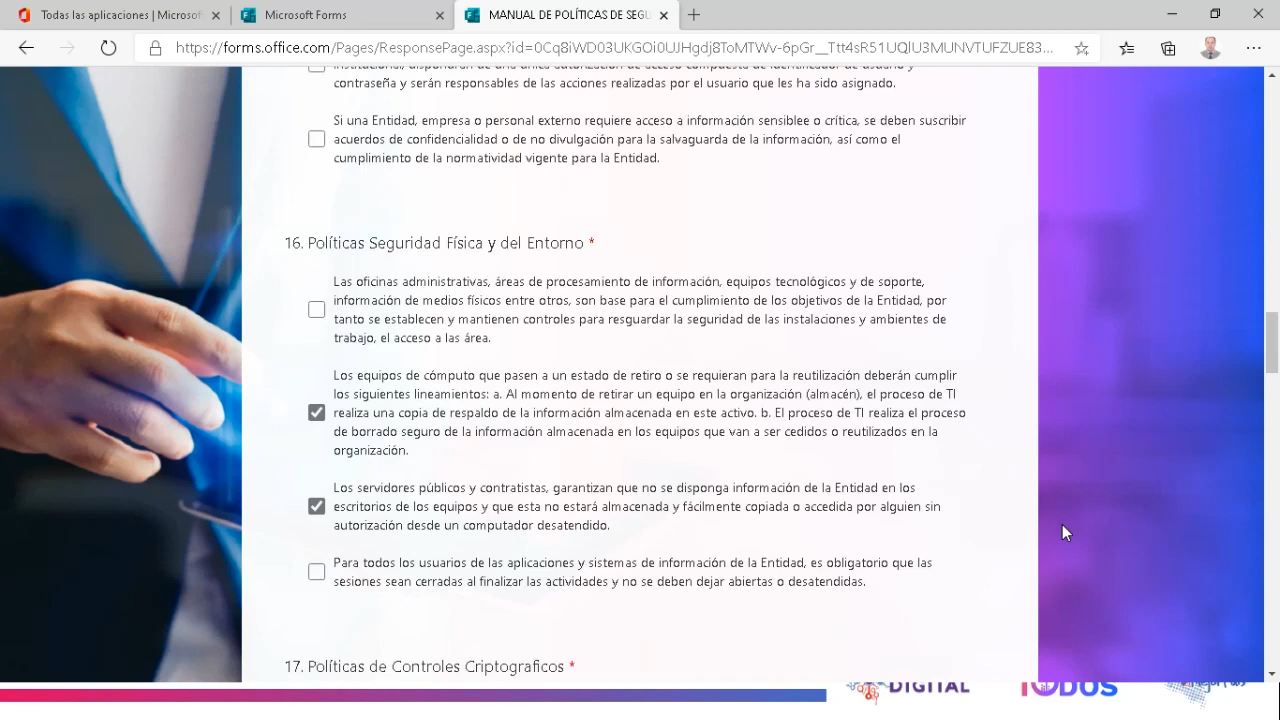 Todas las aplicaciones | Microsof
Microsoft Forms
MANUAL DE POLÍTICAS DE SEGU
https://forms.office.com/Pages/ResponsePage.aspx?id=0Cq8iWD03UKGOi0UJHgdj8ToMTWv-6pGr__Ttt4sR51UQlU3MUNVTUFZUE83...
institucional, dispondrán de una única autorización de acceso compuesta de identificador de usuario y
contraseña y serán responsables de las acciones realizadas por el usuario que les ha sido asignado.
Si una Entidad, empresa o personal externo requiere acceso a información sensiblee o crítica, se deben suscribir
acuerdos de confidencialidad o de no divulgación para la salvaguarda de la información, así como el
cumplimiento de la normatividad vigente para la Entidad.
16. Políticas Seguridad Física y del Entorno *
Las oficinas administrativas, áreas de procesamiento de información, equipos tecnológicos y de soporte,
información de medios físicos entre otros, son base para el cumplimiento de los objetivos de la Entidad, por
tanto se establecen y mantienen controles para resguardar la seguridad de las instalaciones y ambientes de
trabajo, el acceso a las área.
Los equipos de cómputo que pasen a un estado de retiro o se requieran para la reutilización deberán cumplir
los siguientes lineamientos: a. Al momento de retirar un equipo en la organización (almacén), el proceso de TI
realiza una copia de respaldo de la información almacenada en este activo. b. El proceso de TI realiza el proceso
de borrado seguro de la información almacenada en los equipos que van a ser cedidos o reutilizados en la
organización.
Los servidores públicos y contratistas, garantizan que no se disponga información de la Entidad en los
escritorios de los equipos y que esta no estará almacenada y fácilmente copiada o accedida por alguien sin
autorización desde un computador desatendido.
Para todos los usuarios de las aplicaciones y sistemas de información de la Entidad, es obligatorio que las
sesiones sean cerradas al finalizar las actividades y no se deben dejar abiertas o desatendidas.
17. Políticas de Controles Criptograficos *
DIGITAL
TODOS